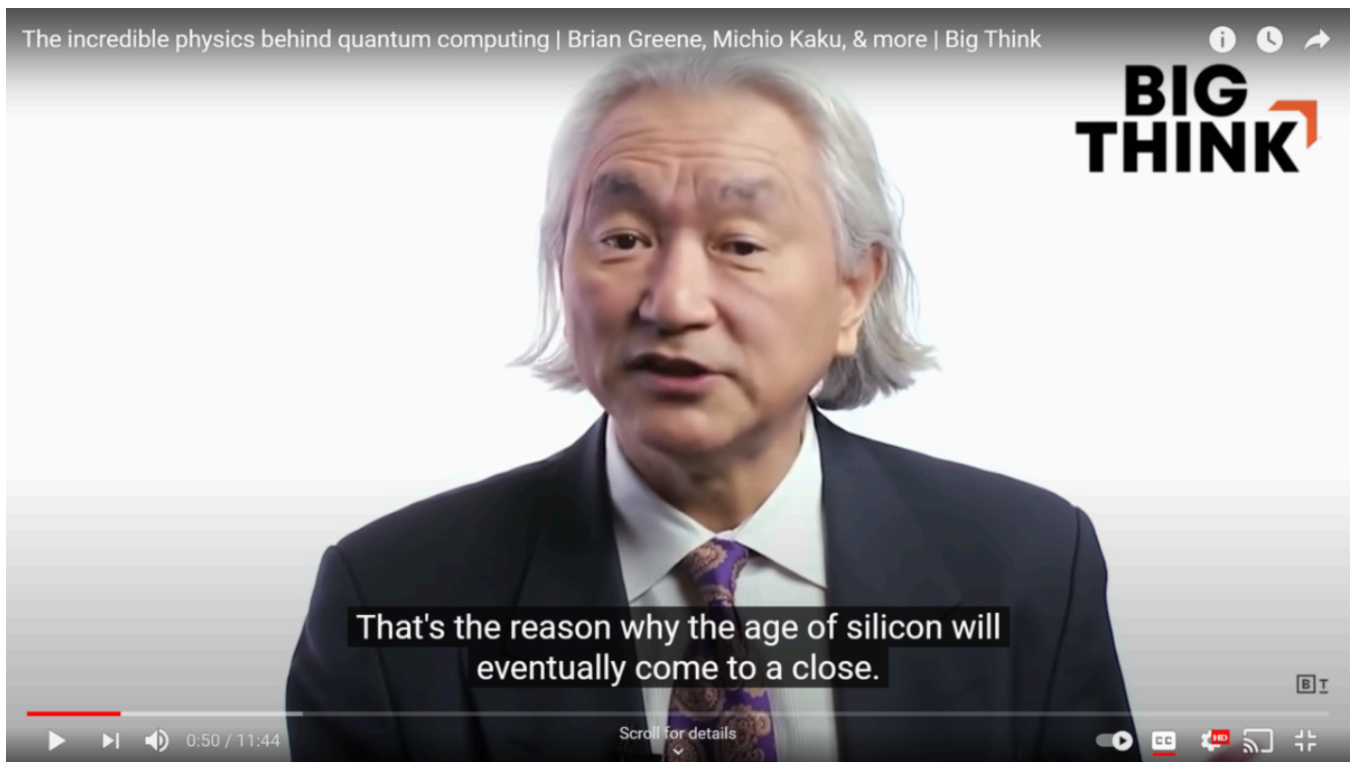 The incredible physics behind quantum computing | Brian Greene, Michio Kaku, & more | Big Think
BIG
THINK
That's the reason why the age of silicon will
eventually come to a close.
B T
0:50 / 11:44
Scroll for details
CC
HD